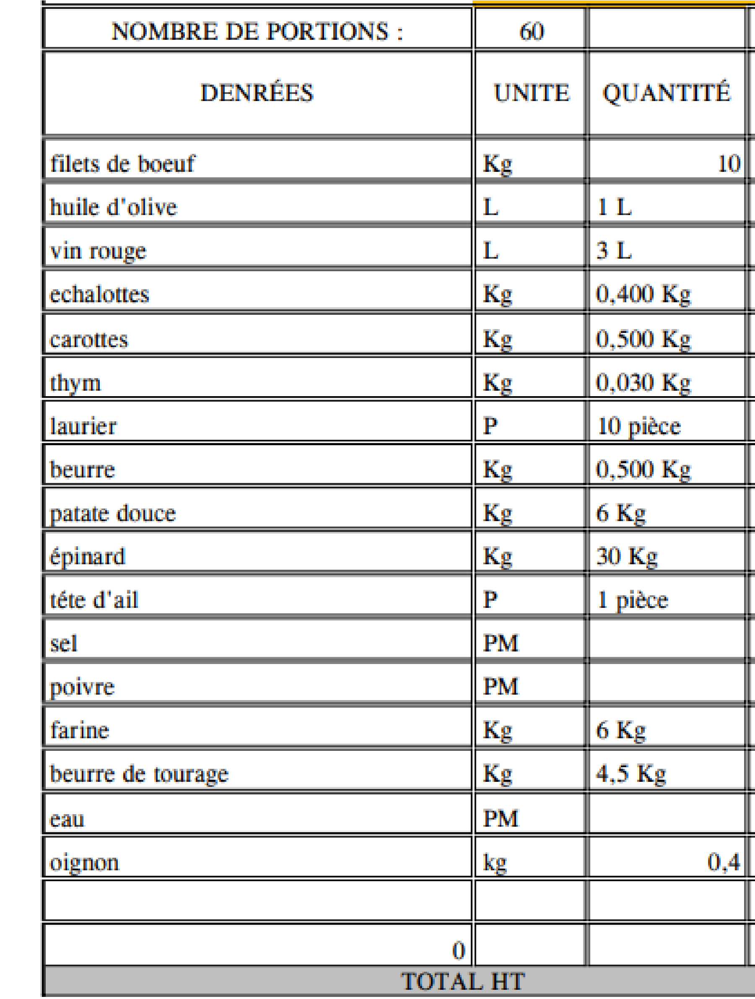 NOMBRE DE PORTIONS : 60
DENRÉES UNITE QUANTITÉ
filets de boeuf Kg 10
huile d'olive L 1 L
vin rouge L 3 L
echalottes Kg 0,400 Kg
carottes Kg 0,500 Kg
thym Kg 0,030 Kg
laurier P 10 pièce
beurre Kg 0,500 Kg
patate douce Kg 6 Kg
épinard Kg 30 Kg
téte d'ail P 1 pièce
sel PM
poivre PM
farine Kg 6 Kg
beurre de tourage Kg 4,5 Kg
eau PM
oignon kg 0,4
0
TOTAL HT